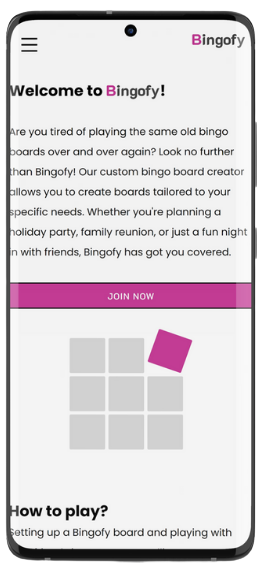 Bingofy
Welcome to Bingofy!
Are you tired of playing the same old bingo
boards over and over again? Look no further
than Bingofy! Our custom bingo board creator
allows you to create boards tailored to your
specific needs. Whether you're planning a
holiday party, family reunion, or just a fun night
in with friends, Bingofy has got you covered.
JOIN NOW
How to play?
Setting up a Bingofy board and playing with